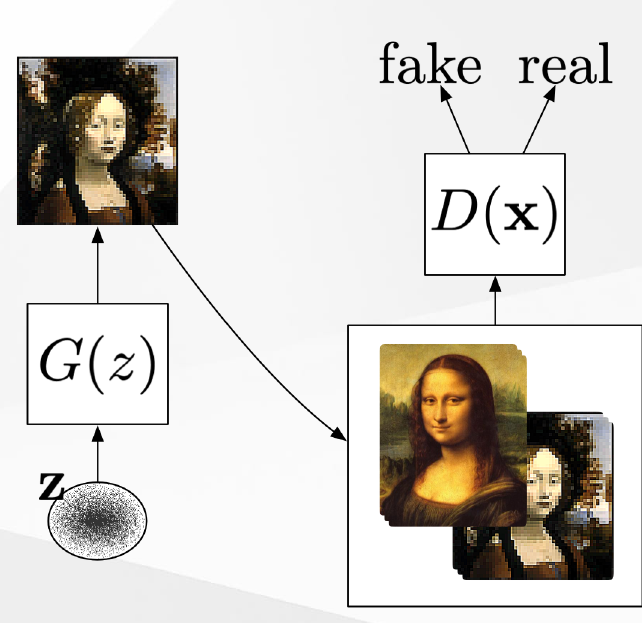 fake real
D(x)
G(z)
z